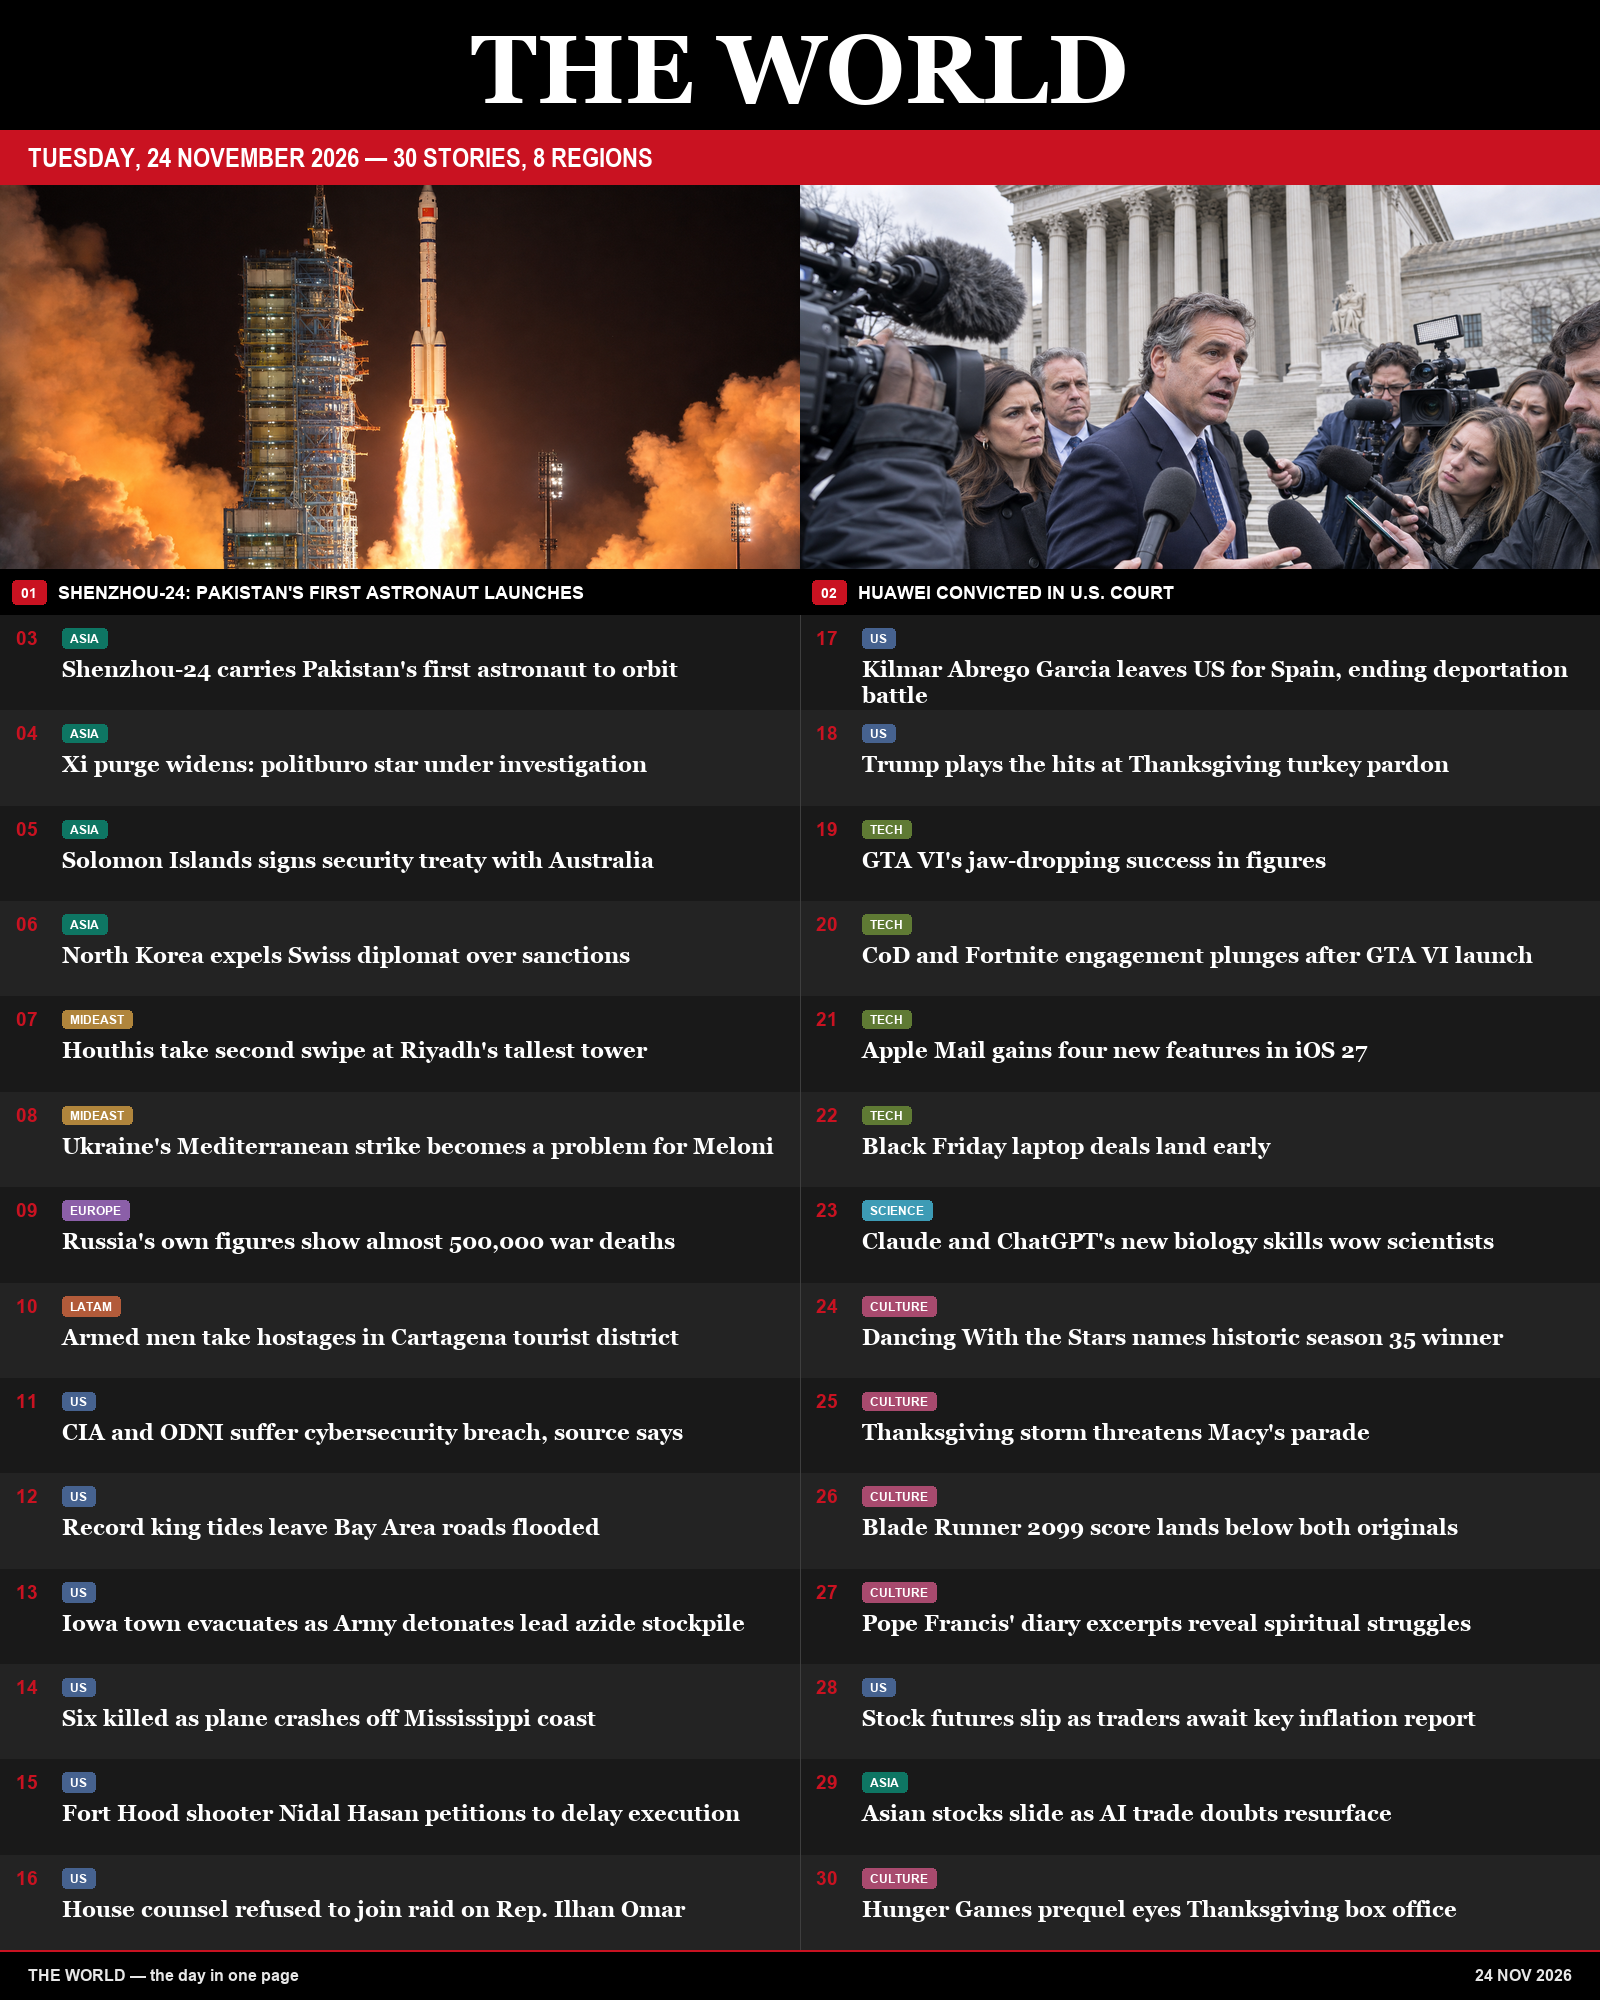 THE WORLD
TUESDAY, 24 NOVEMBER 2026 — 30 STORIES, 8 REGIONS
01 SHENZHOU-24: PAKISTAN'S FIRST ASTRONAUT LAUNCHES
02 HUAWEI CONVICTED IN U.S. COURT
03 ASIA
Shenzhou-24 carries Pakistan's first astronaut to orbit
04 ASIA
Xi purge widens: politburo star under investigation
05 ASIA
Solomon Islands signs security treaty with Australia
06 ASIA
North Korea expels Swiss diplomat over sanctions
07 MIDEAST
Houthis take second swipe at Riyadh's tallest tower
08 MIDEAST
Ukraine's Mediterranean strike becomes a problem for Meloni
09 EUROPE
Russia's own figures show almost 500,000 war deaths
10 LATAM
Armed men take hostages in Cartagena tourist district
11 US
CIA and ODNI suffer cybersecurity breach, source says
12 US
Record king tides leave Bay Area roads flooded
13 US
Iowa town evacuates as Army detonates lead azide stockpile
14 US
Six killed as plane crashes off Mississippi coast
15 US
Fort Hood shooter Nidal Hasan petitions to delay execution
16 US
House counsel refused to join raid on Rep. Ilhan Omar
17 US
Kilmar Abrego Garcia leaves US for Spain, ending deportation
battle
18 US
Trump plays the hits at Thanksgiving turkey pardon
19 TECH
GTA VI's jaw-dropping success in figures
20 TECH
CoD and Fortnite engagement plunges after GTA VI launch
21 TECH
Apple Mail gains four new features in iOS 27
22 TECH
Black Friday laptop deals land early
23 SCIENCE
Claude and ChatGPT's new biology skills wow scientists
24 CULTURE
Dancing With the Stars names historic season 35 winner
25 CULTURE
Thanksgiving storm threatens Macy's parade
26 CULTURE
Blade Runner 2099 score lands below both originals
27 CULTURE
Pope Francis' diary excerpts reveal spiritual struggles
28 US
Stock futures slip as traders await key inflation report
29 ASIA
Asian stocks slide as AI trade doubts resurface
30 CULTURE
Hunger Games prequel eyes Thanksgiving box office
THE WORLD — the day in one page
24 NOV 2026